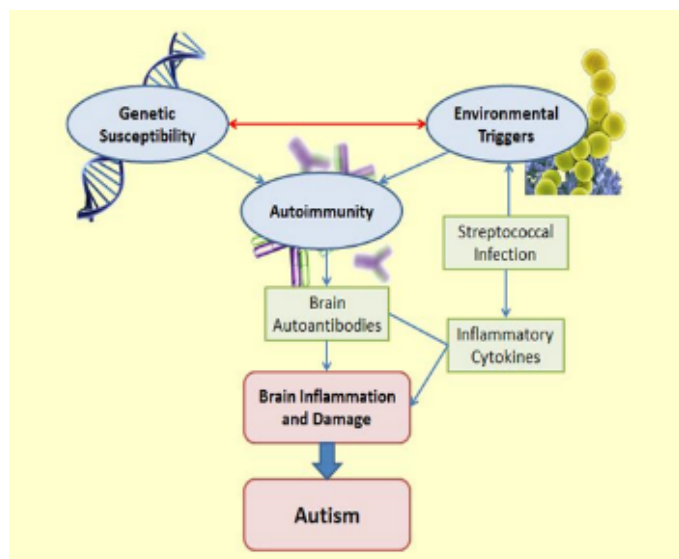 Genetic
Susceptibility
Environmental
Triggers
Autoimmunity
Streptococcal
Infection
Brain
Autoantibodies
Inflammatory
Cytokines
Brain Inflammation
and Damage
Autism